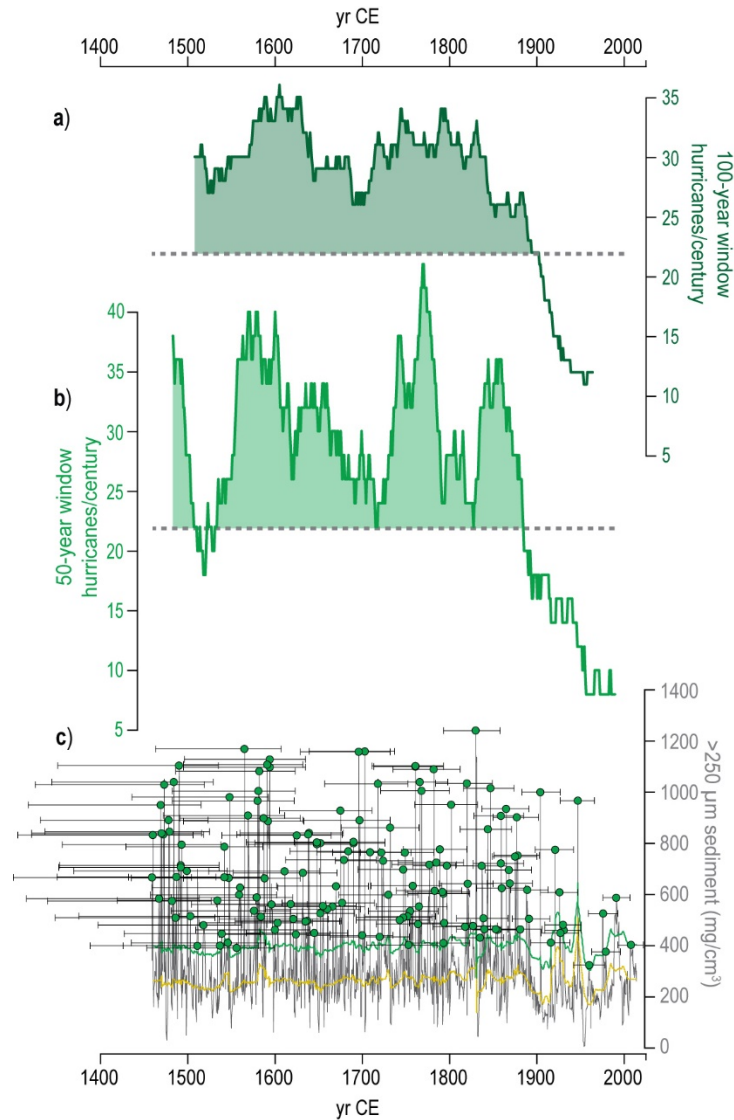 yr CE
1400 1500 1600 1700 1800 1900 2000
a)
35
30
25
20
15
10
5
100-year window
hurricanes/century
b)
40
35
30
25
20
15
10
5
50-year window
hurricanes/century
c)
1400
1200
1000
800
600
400
200
0
>250 µm sediment (mg/cm³)
1400 1500 1600 1700 1800 1900 2000
yr CE